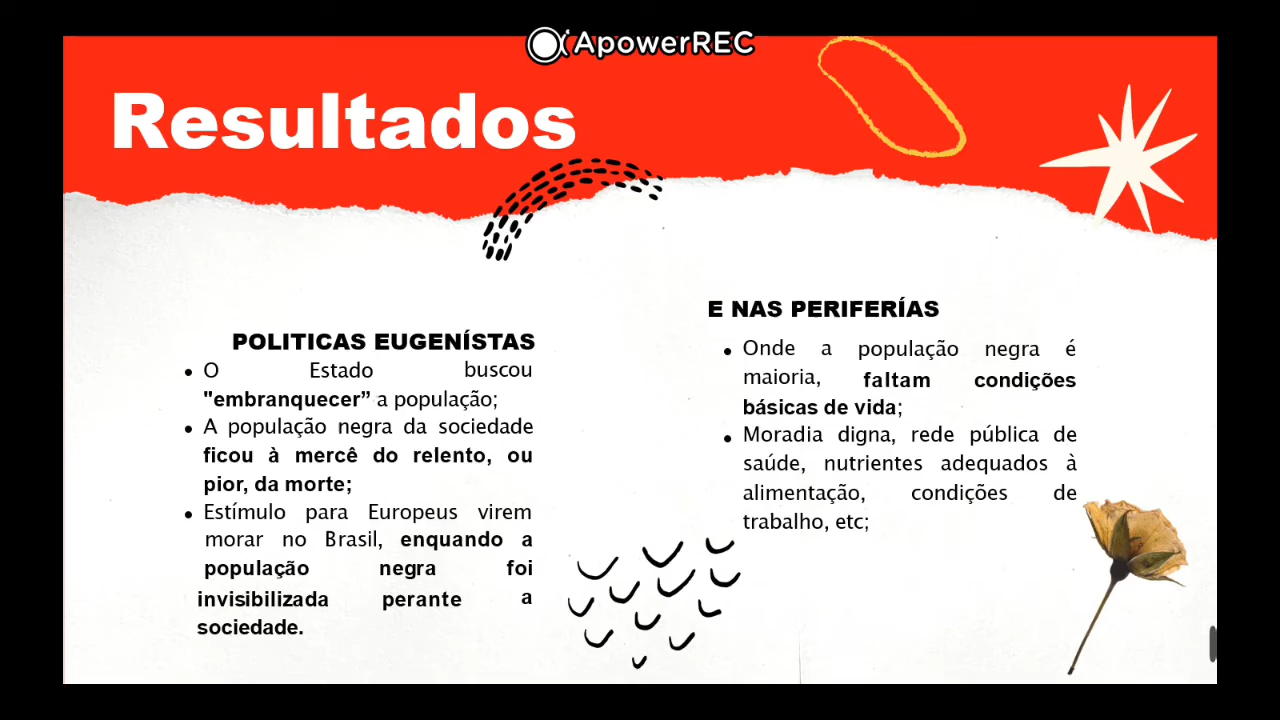 ApowerREC
Resultados
POLITICAS EUGENÍSTAS
• O Estado buscou
"embranquecer” a população;
• A população negra da sociedade
ficou à mercê do relento, ou
pior, da morte;
• Estímulo para Europeus virem
morar no Brasil, enquando a
população negra foi
invisibilizada perante a
sociedade.
E NAS PERIFERÍAS
• Onde a população negra é
maioria, faltam condições
básicas de vida;
• Moradia digna, rede pública de
saúde, nutrientes adequados à
alimentação, condições de
trabalho, etc;